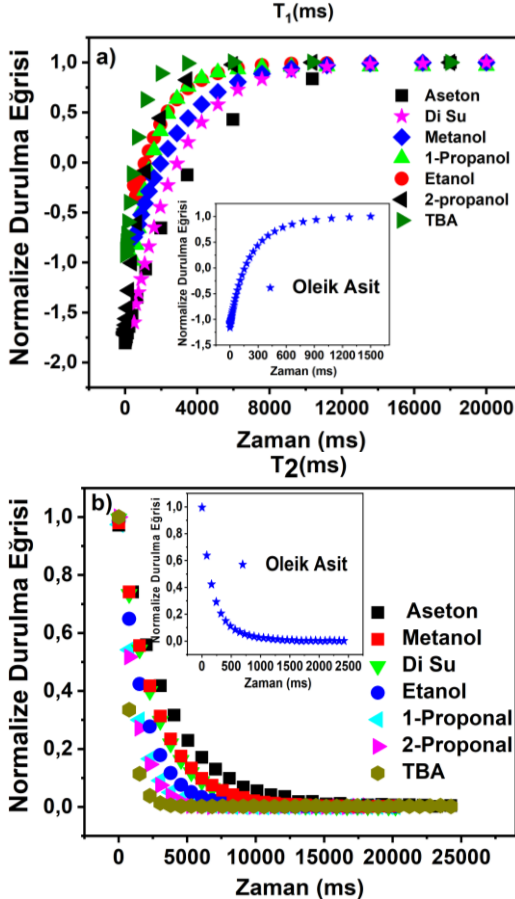 T1(ms)
a)
Normalize Durulma Eğrisi
1,0
0,5
0,0
-0,5
-1,0
-1,5
-2,0
Aseton
Di Su
Metanol
1-Propanol
Etanol
2-propanol
TBA
Normalize Durulma Eğrisi
1,0
0,5
0,0
-0,5
-1,0
-1,5
Oleik Asit
0 300 600 900 1200 1500
Zaman (ms)
0 4000 8000 12000 16000 20000
Zaman (ms)
T2(ms)
b)
Normalize Durulma Eğrisi
1,0
0,8
0,6
0,4
0,2
0,0
Normalize Durulma Eğrisi
1,0
0,8
0,6
0,4
0,2
0,0
Oleik Asit
0 500 1000 1500 2000 2500
Zaman (ms)
Aseton
Metanol
Di Su
Etanol
1-Proponal
2-Proponal
TBA
0 5000 10000 15000 20000 25000
Zaman (ms)